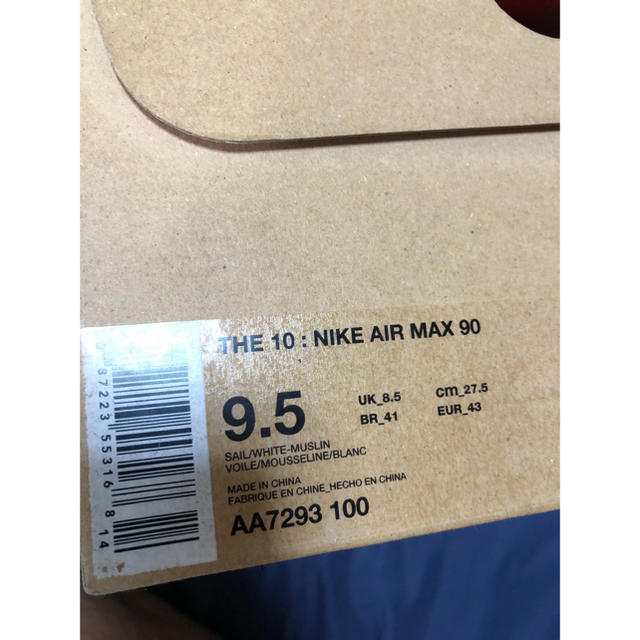 THE 10 : NIKE AIR MAX 90
9.5
UK_8.5 cm_27.5
BR_41 EUR_43
SAIL/WHITE-MUSLIN
VOILE/MOUSSELINE/BLANC
MADE IN CHINA
FABRIQUE EN CHINE_HECHO EN CHINA
AA7293 100
87223 55316 8 14